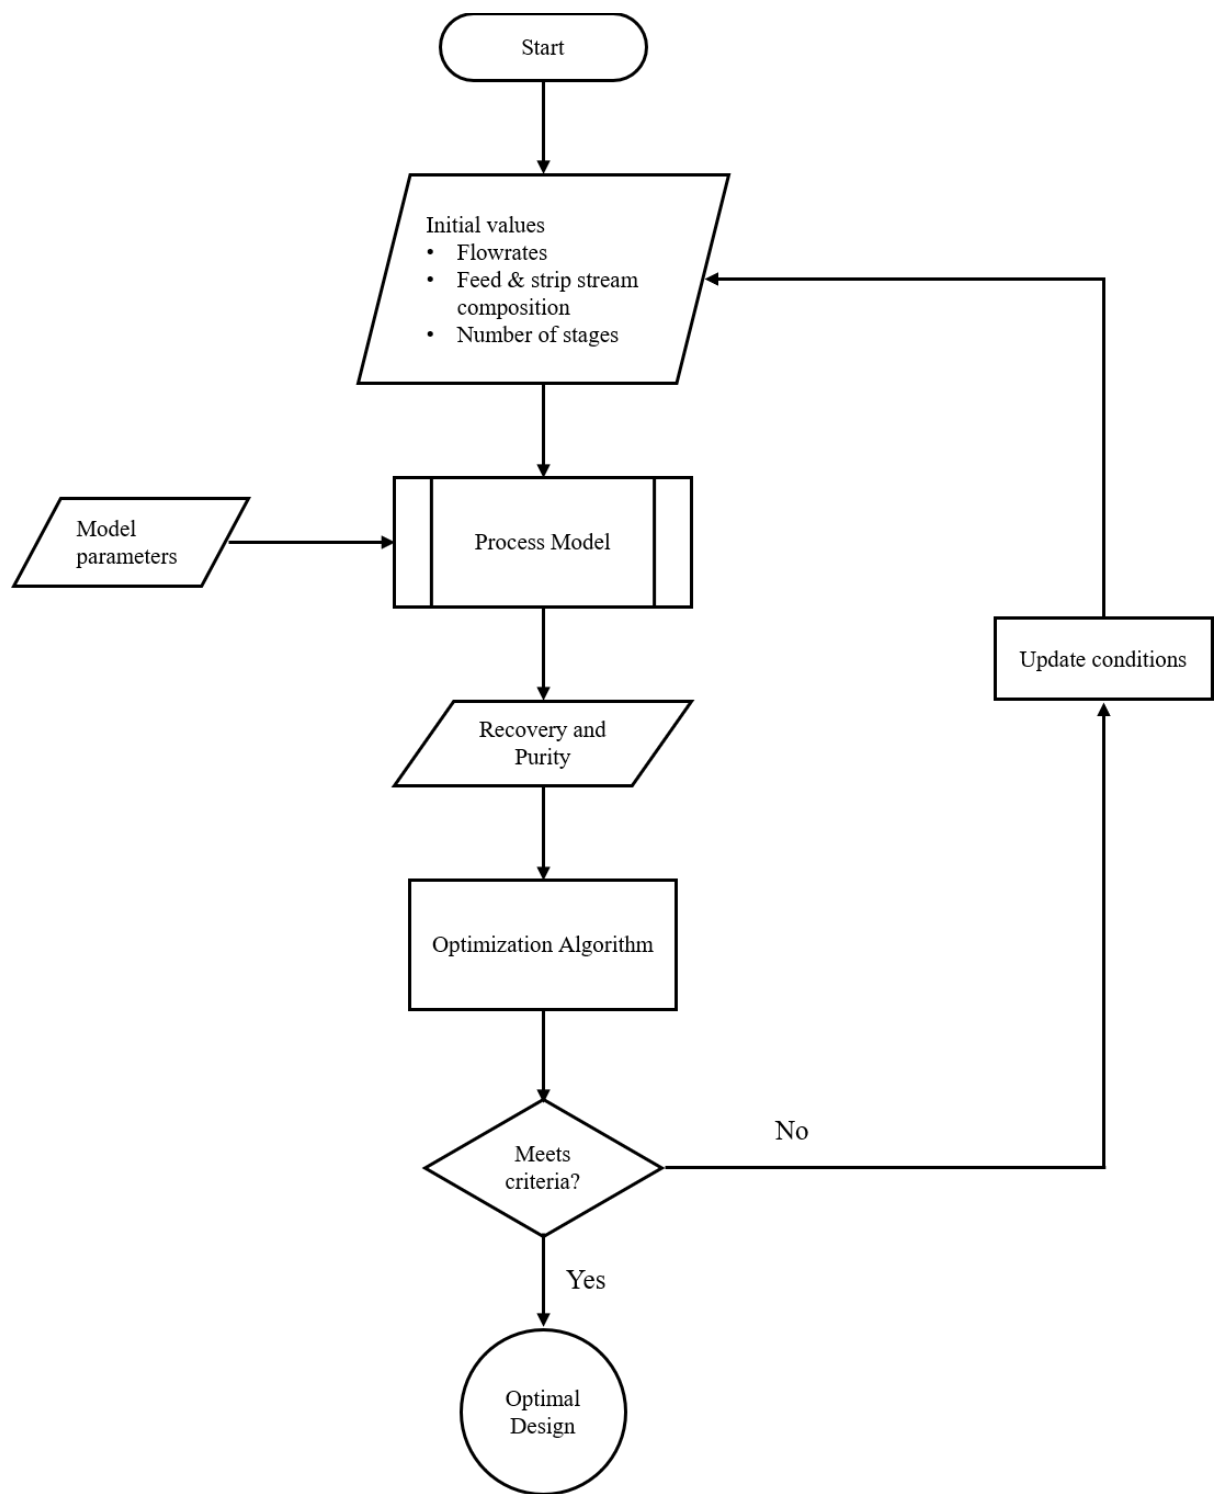 Start
Initial values
• Flowrates
• Feed & strip stream
composition
• Number of stages
Model
parameters
Process Model
Update conditions
Recovery and
Purity
Optimization Algorithm
No
Meets
criteria?
Yes
Optimal
Design